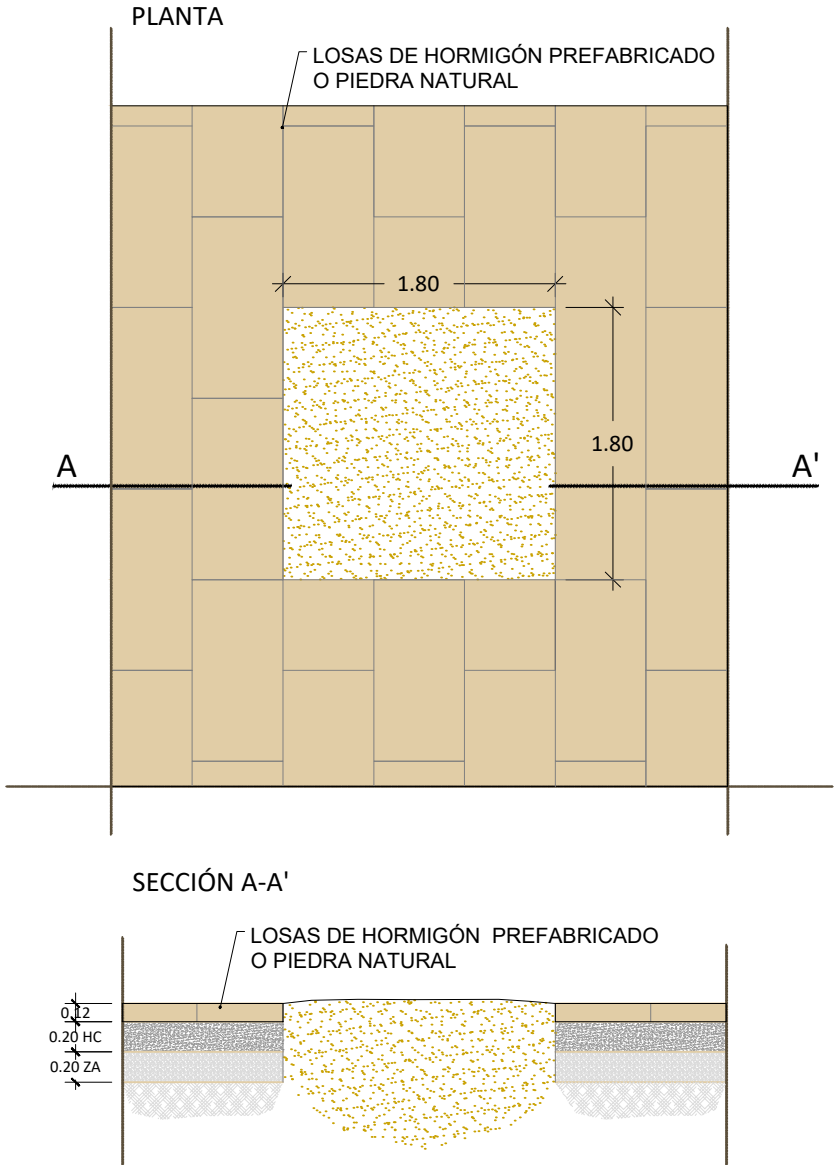 PLANTA
LOSAS DE HORMIGÓN PREFABRICADO
O PIEDRA NATURAL
1.80
1.80
A
A'
SECCIÓN A-A'
LOSAS DE HORMIGÓN PREFABRICADO
O PIEDRA NATURAL
0.12
0.20 HC
0.20 ZA